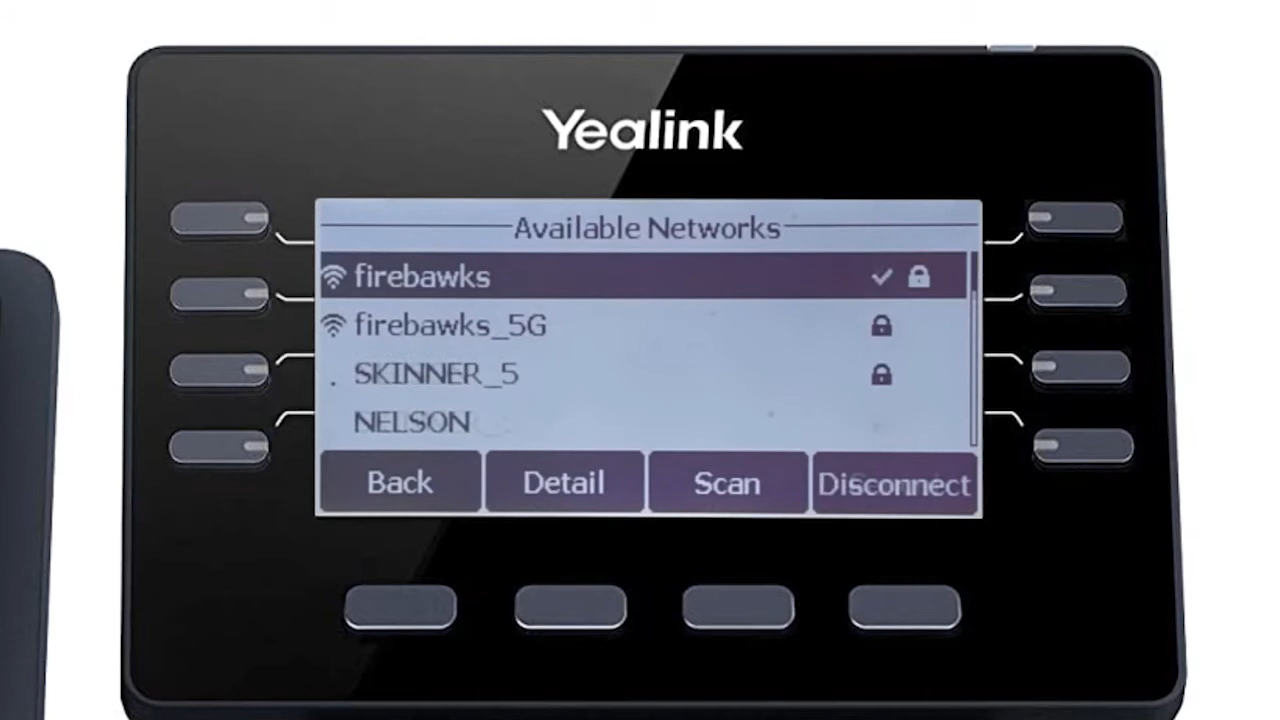 Yealink
Available Networks
firebawks
firebawks_5G
SKINNER_5
NELSON
Back Detail Scan Disconnect